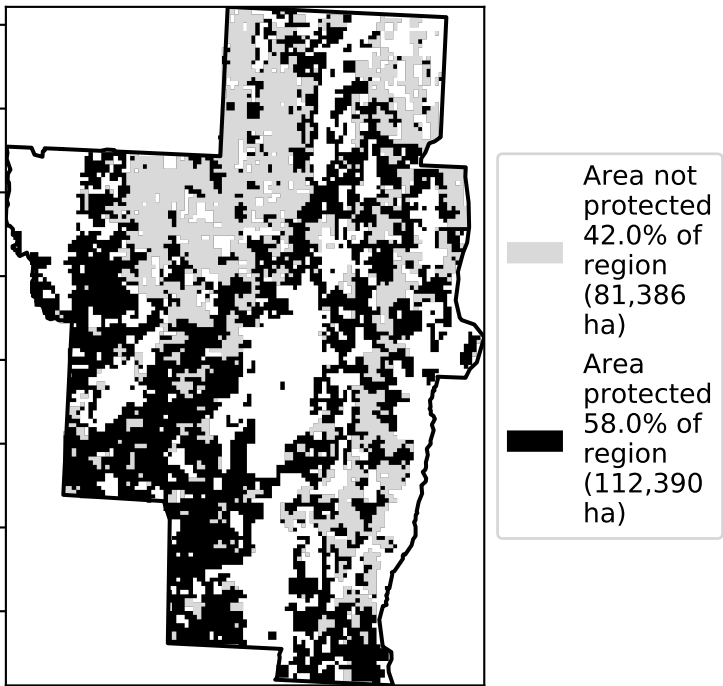 Area not
protected
42.0% of
region
(81,386
ha)
Area
protected
58.0% of
region
(112,390
ha)